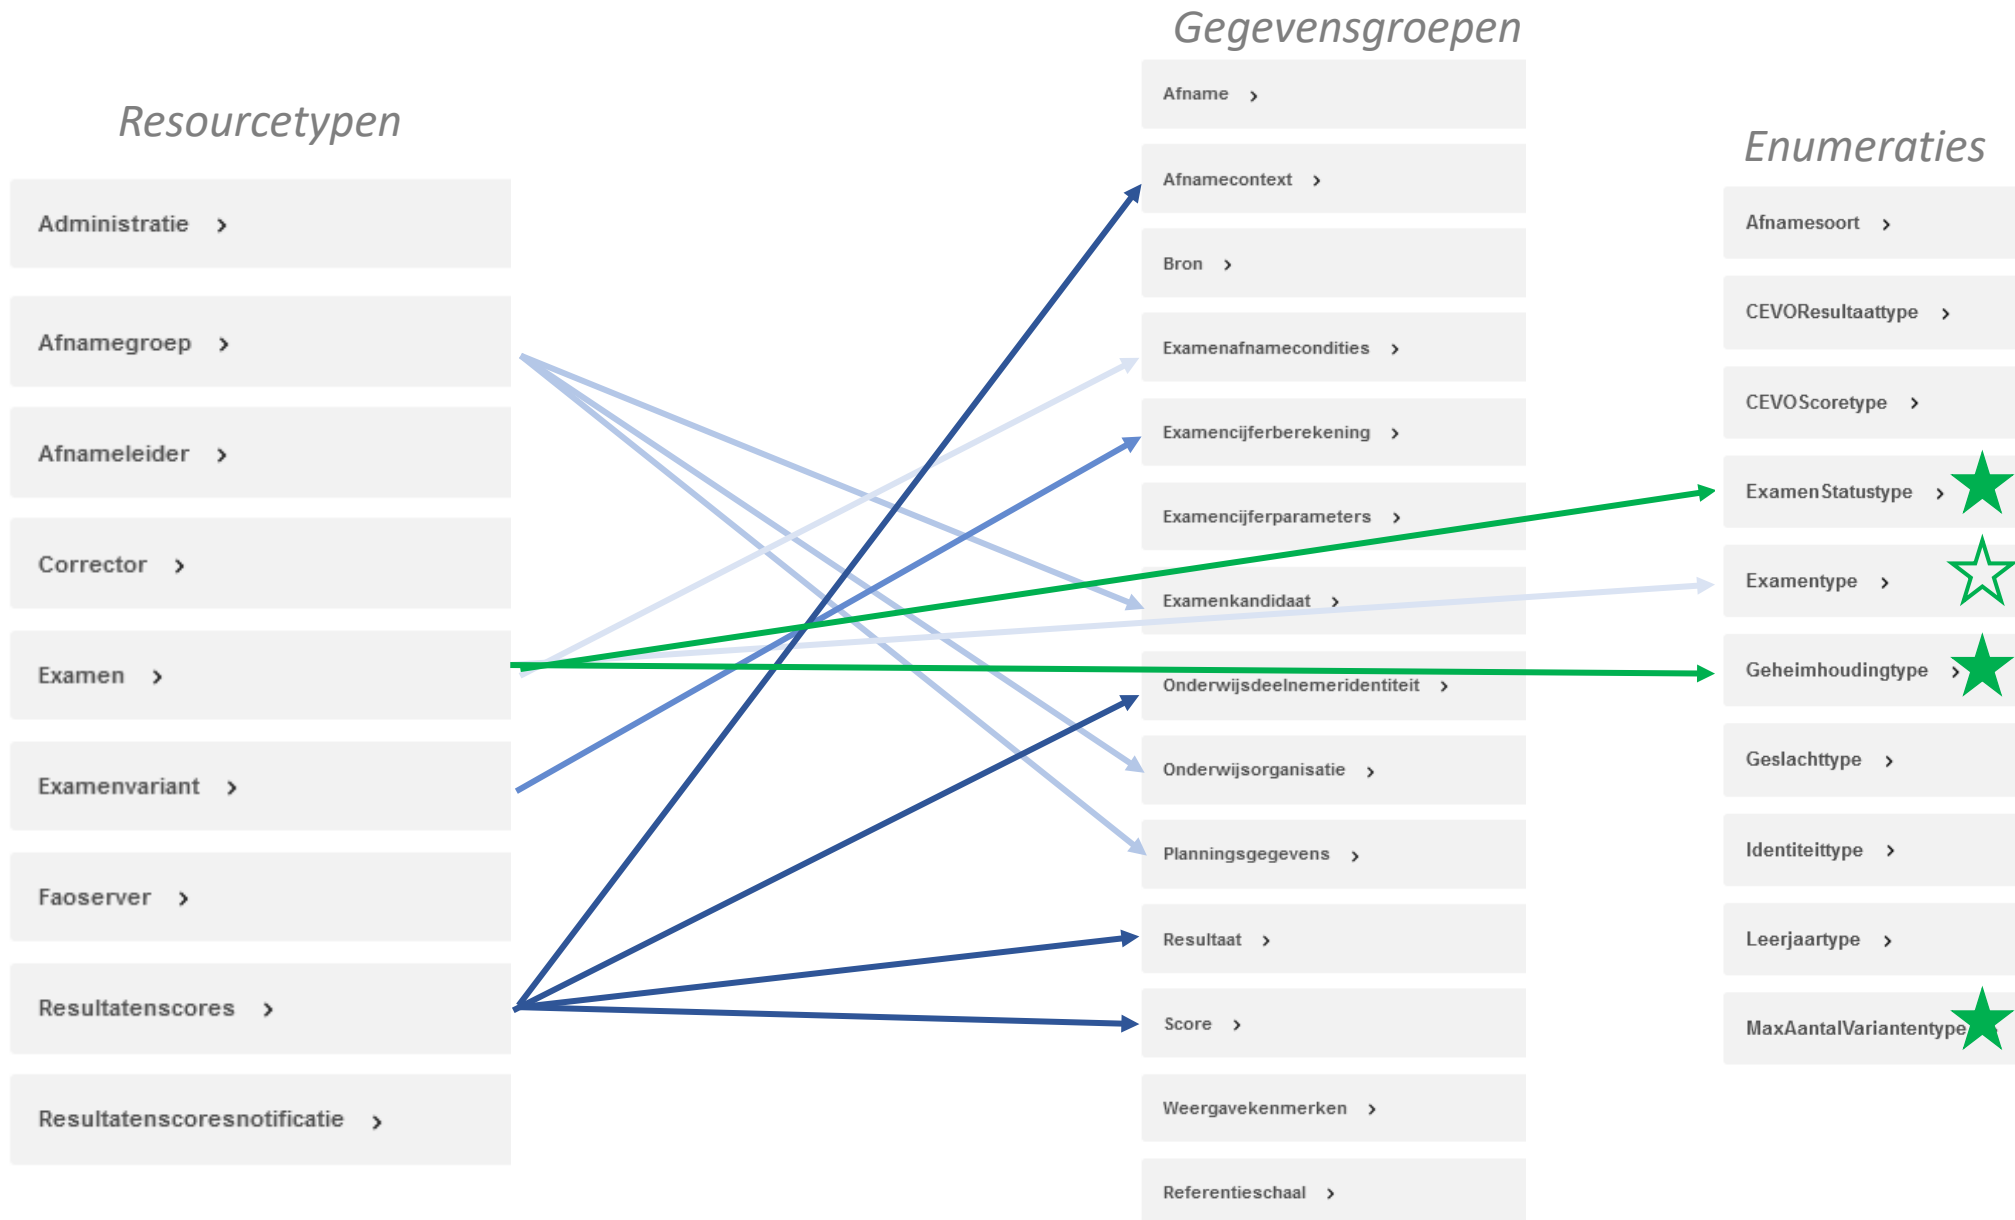 Resourcetypen
Administratie
Afnamegroep
Afnameleider
Corrector
Examen
Examenvariant
Faoserver
Resultatenscores
Resultatenscoresnotificatie
Gegevensgroepen
Afname
Afnamecontext
Bron
Examenafnamecondities
Examencijferberekening
Examencijferparameters
Examenkandidaat
Onderwijsdeelnemeridentiteit
Onderwijsorganisatie
Planningsgegevens
Resultaat
Score
Weergavekenmerken
Referentieschaal
Enumeraties
Afnamesoort
CEVOResultaattype
CEVOScoretype
ExamenStatustype
Examentype
Geheimhoudingtype
Geslachttype
Identiteittype
Leerjaartype
MaxAantalVariantentype